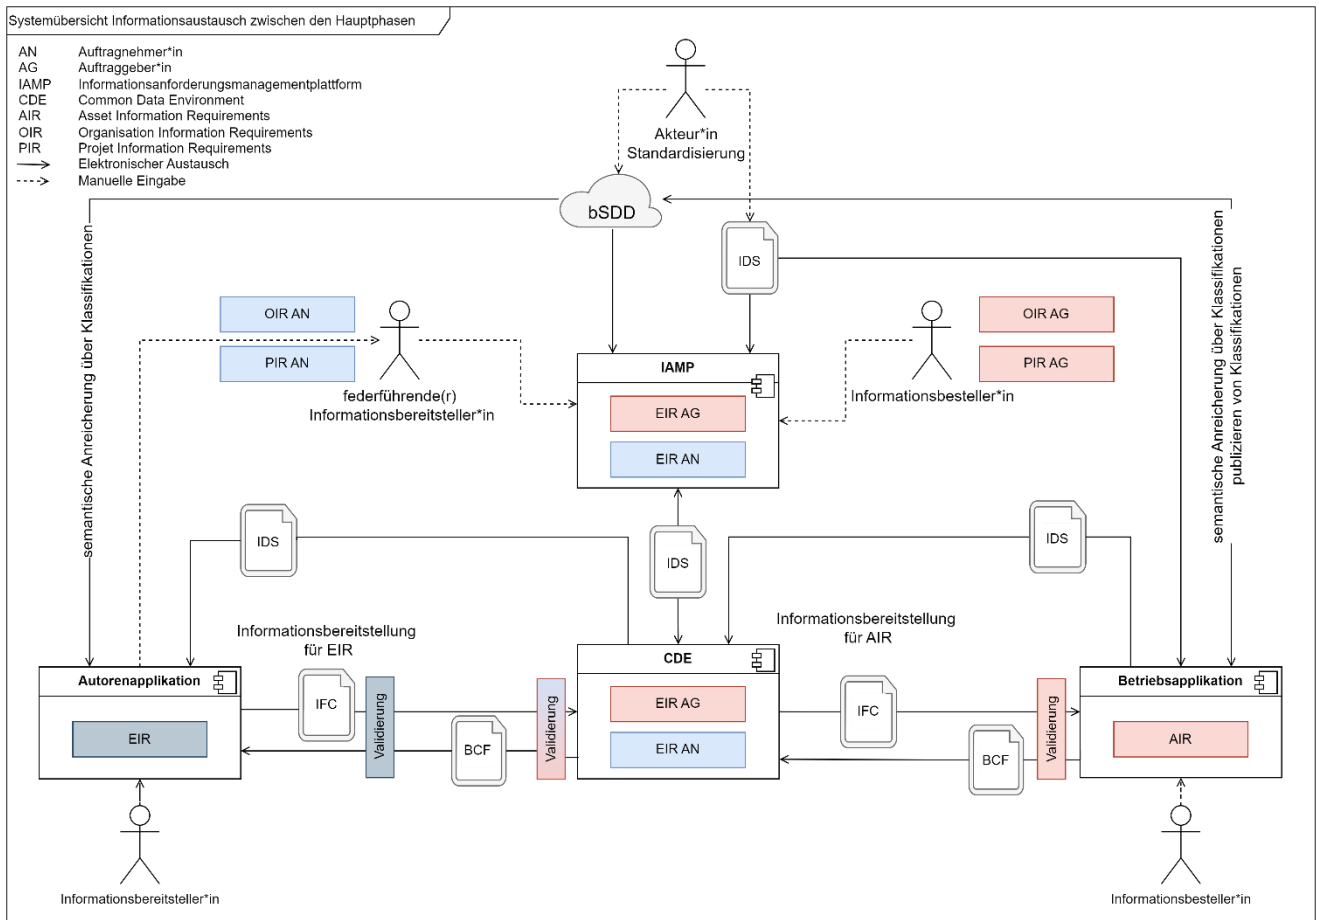 Systemübersicht Informationsaustausch zwischen den Hauptphasen
AN Auftragnehmer*in
AG Auftraggeber*in
IAMP Informationsanforderungsmanagementplattform
CDE Common Data Environment
AIR Asset Information Requirements
OIR Organisation Information Requirements
PIR Projet Information Requirements
Elektronischer Austausch
Manuelle Eingabe
Akteur*in
Standardisierung
bSDD
IDS
semantische Anreicherung über Klassifikationen
semantische Anreicherung über Klassifikationen
publizieren von Klassifikationen
OIR AN
PIR AN
federführende(r)
Informationsbereitsteller*in
OIR AG
PIR AG
Informationsbesteller*in
IAMP
EIR AG
EIR AN
IDS
IDS
IDS
Informationsbereitstellung
für EIR
Informationsbereitstellung
für AIR
Autorenapplikation
EIR
IFC
Validierung
BCF
Validierung
CDE
EIR AG
EIR AN
IFC
BCF
Validierung
Betriebsapplikation
AIR
Informationsbereitsteller*in
Informationsbesteller*in